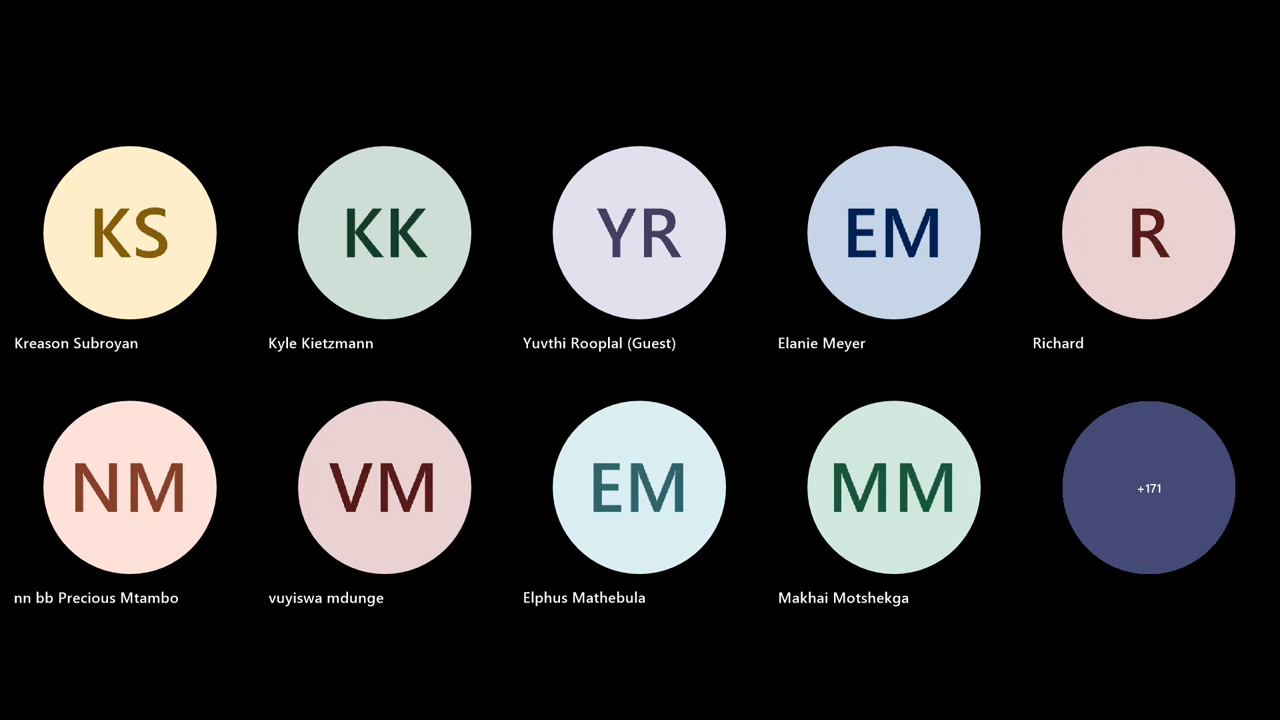 KS
KK
YR
EM
R
Kreason Subroyan
Kyle Kietzmann
Yuvthi Rooplal (Guest)
Elanie Meyer
Richard
NM
VM
EM
MM
+171
nn bb Precious Mtambo
vuyiswa mdunge
Elphus Mathebula
Makhai Motshekga